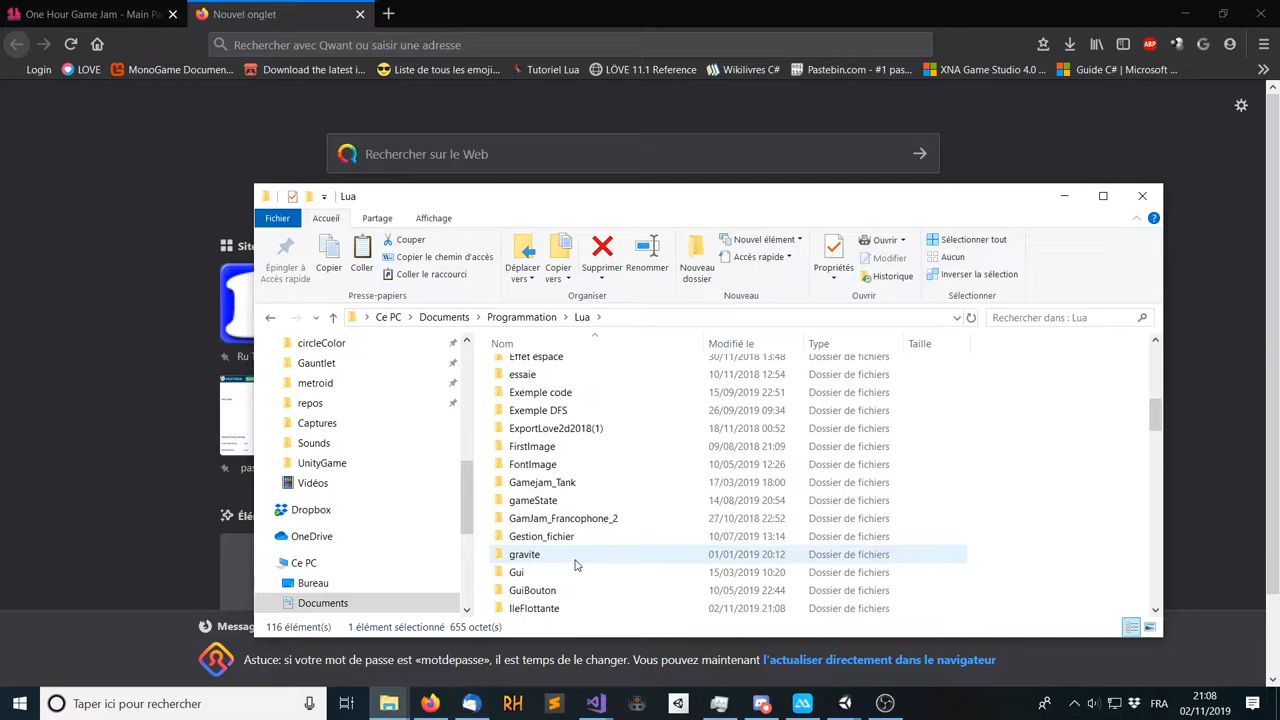 One Hour Game Jam - Main Pa
Nouvel onglet
Rechercher avec Qwant ou saisir une adresse
Login
LOVE
MonoGame Documen...
Download the latest i...
Liste de tous les emoji...
Tutoriel Lua
LÖVE 11.1 Reference
Wikilivres C#
Pastebin.com - #1 pas...
XNA Game Studio 4.0 ...
Guide C# | Microsoft ...
Rechercher sur le Web
Lua
Fichier
Accueil
Partage
Affichage
Épingler à Accès rapide
Copier
Coller
Couper
Copier le chemin d'accès
Coller le raccourci
Déplacer vers
Copier vers
Supprimer
Renommer
Nouveau dossier
Nouvel élément
Accès rapide
Propriétés
Ouvrir
Modifier
Historique
Sélectionner tout
Aucun
Inverser la sélection
Presse-papiers
Organiser
Nouveau
Ouvrir
Sélectionner
Ce PC
Documents
Programmation
Lua
Rechercher dans : Lua
circleColor
Gauntlet
metroid
repos
Captures
Sounds
UnityGame
Vidéos
Dropbox
OneDrive
Ce PC
Bureau
Documents
Nom Modifié le Type Taille
Effet espace 30/11/2018 13:48 Dossier de fichiers
essaie 10/11/2018 12:54 Dossier de fichiers
Exemple code 15/09/2019 22:51 Dossier de fichiers
Exemple DFS 26/09/2019 09:34 Dossier de fichiers
ExportLove2d2018(1) 18/11/2018 00:52 Dossier de fichiers
FirstImage 09/08/2018 21:09 Dossier de fichiers
FontImage 10/05/2019 12:26 Dossier de fichiers
Gamejam_Tank 17/03/2019 18:00 Dossier de fichiers
gameState 14/08/2019 20:54 Dossier de fichiers
GamJam_Francophone_2 27/10/2018 22:52 Dossier de fichiers
Gestion_fichier 10/07/2019 13:14 Dossier de fichiers
gravite 01/01/2019 20:12 Dossier de fichiers
Gui 15/03/2019 10:20 Dossier de fichiers
GuiBouton 10/05/2019 22:44 Dossier de fichiers
IleFlottante 02/11/2019 21:08 Dossier de fichiers
116 élément(s) 1 élément sélectionné 655 octet(s)
Site
Ru T
pas
Élém
Messag
Astuce: si votre mot de passe est «motdepasse», il est temps de le changer. Vous pouvez maintenant l'actualiser directement dans le navigateur
Taper ici pour rechercher
RH
FRA
21:08
02/11/2019